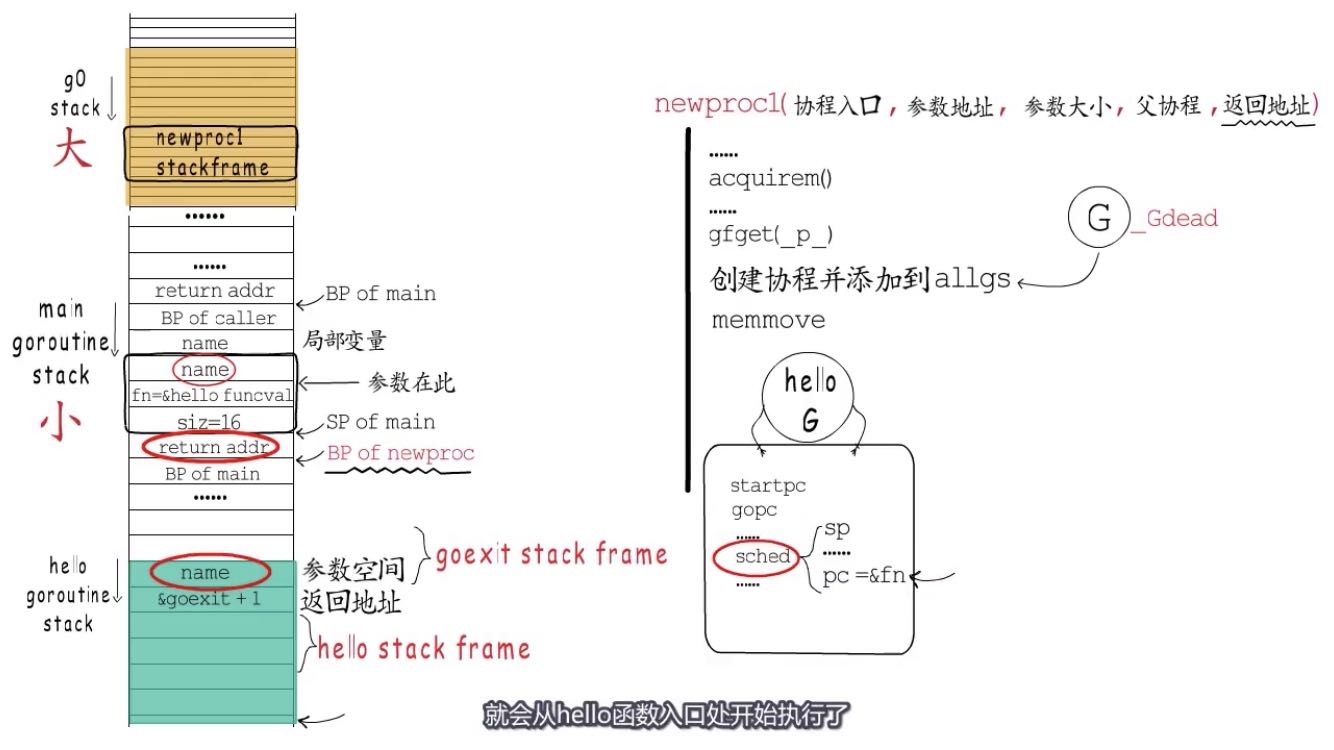 g0
stack
大
newproc1
stackframe
......
......
return addr
BP of main
BP of caller
name
局部变量
main
goroutine
stack
小
name
参数在此
fn=&hello funcval
siz=16
SP of main
return addr
BP of newproc
BP of main
......
hello
goroutine
stack
name
参数空间
goexit stack frame
&goexit + 1
返回地址
hello stack frame
newproc1(协程入口,参数地址,参数大小,父协程,返回地址)
......
acquirem()
......
gfget(_p_)
G
_Gdead
创建协程并添加到allgs
memmove
hello
G
startpc
gopc
......
sched
sp
......
pc =&fn
......
就会从hello函数入口处开始执行了